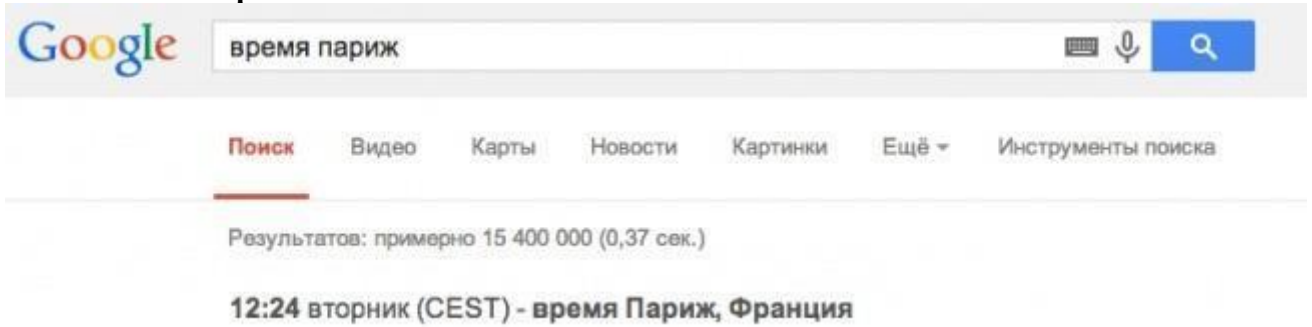 Google время париж
Поиск Видео Карты Новости Картинки Ещё Инструменты поиска
Результатов: примерно 15 400 000 (0,37 сек.)
12:24 вторник (CEST) - время Париж, Франция